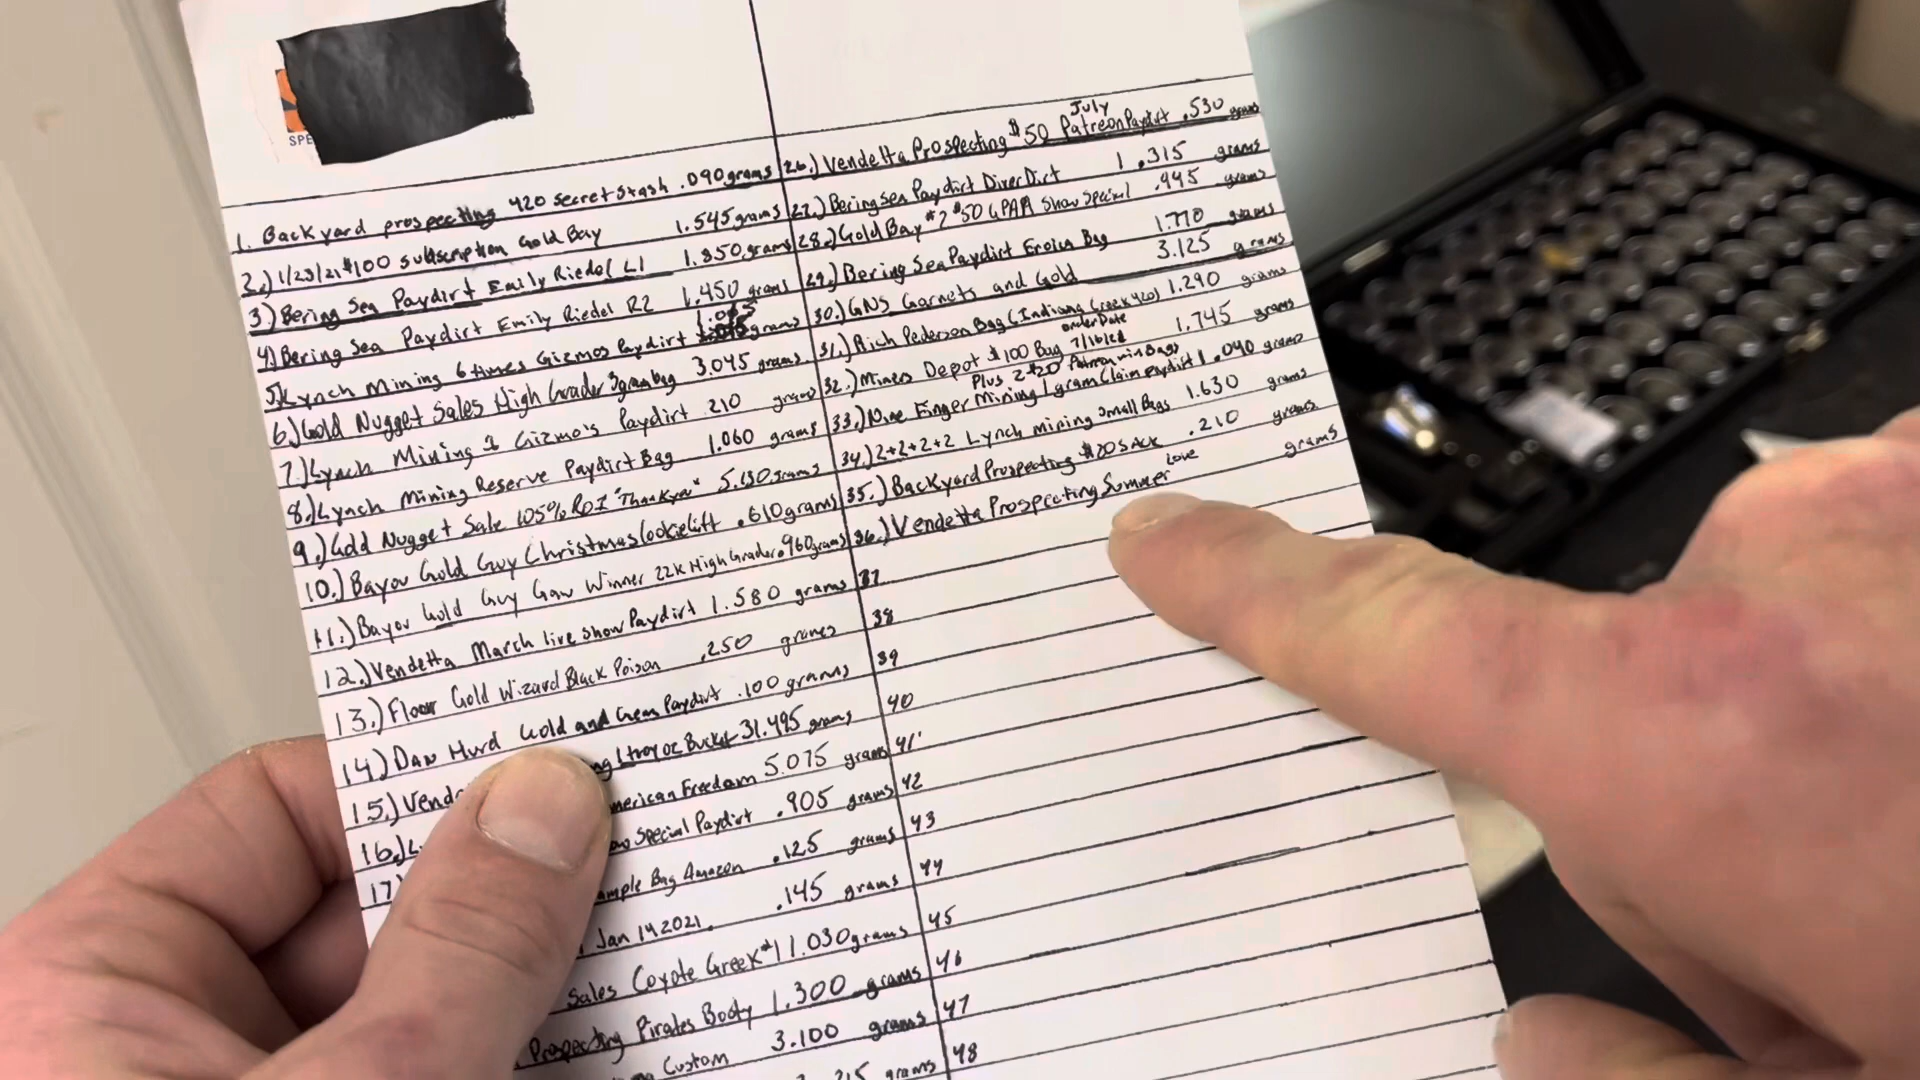 SPE
1. Backyard prospecting 420 secret stash .090 grams
2.) 1/23/21 $100 subscription Gold Bay 1.545 grams
3) Bering Sea Paydirt Emily Riedel L1 1.850 grams
4) Bering Sea Paydirt Emily Riedel R2 1.450 grams
5) Lynch Mining 6 times Gizmos Paydirt grams
6.) Gold Nugget Sales High Grader 3 gram bag 3.045 grams
7.) Lynch Mining Gizmo's Paydirt .210 grams
8.) Lynch Mining Reserve Paydirt Bag 1.060 grams
9.) Gold Nugget Sale 105% ROI "Thankyou" 5.130 grams
10.) Bayou Gold Guy Christmas Cookie Gift .610 grams
11.) Bayou Gold Guy Gaw Winner 22K High Grader .960 grams
12.) Vendetta March live show Paydirt 1.580 grams
13.) Floor Gold Wizard Black Poison .250 grams
14.) Dan Hurd Gold and Gem Paydirt .100 grams
15.) Vende ng 1 troy oz Bucket 31.495 grams
16.) L merican Freedom 5.075 grams
17 Special Paydirt .905 grams
ample Bag Amazon .125 grams
Jan 14 2021. .145 grams
Sales Coyote Creek #1 1.030 grams
Prospecting Pirates Booty 1.300 grams
Custom 3.100 grams
grams
26.) Vendetta Prospecting $50 July Patreon Paydirt .530 grams
27.) Bering Sea Paydirt Diver Dirt 1.315 grams
28.) Gold Bay #2 $50 GPAA Show Special .995 grams
29.) Bering Sea Paydirt Eroica Bag 1.770 grams
30.) GNS Garnets and Gold 3.125 grams
31.) Rich Pederson Bag (Indiana Creek 420) 1.290 grams
32.) Miners Depot $100 Bag order Date Plus 2 $20 Patreon min Bags 1.745 grams
33.) Nine Finger Mining 1 gram Claim paydirt 1.040 grams
34.) 2+2+2+2 Lynch mining small Bags 1.630 grams
35.) Backyard Prospecting $20 SACK .210 grams
36.) Vendetta Prospecting Summer Love grams
37
38
39
40
41
42
43
44
45
46
47
48